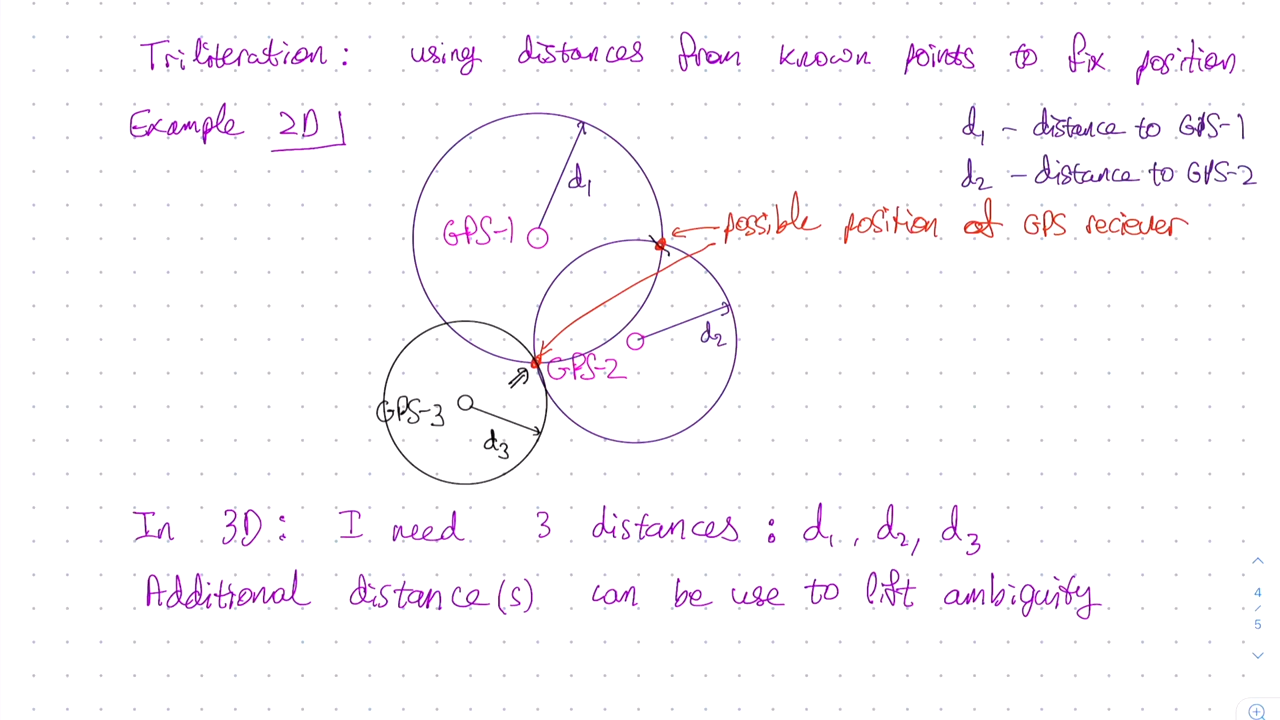 Triliteration: using distances from known points to fix position
Example 2D
d1 - distance to GPS-1
d2 - distance to GPS-2
d1
GPS-1
possible position of GPS reciever
d2
GPS-2
GPS-3
d3
In 3D: I need 3 distances: d1, d2, d3
Additional distance(s) can be use to lift ambiguity
4
/
5